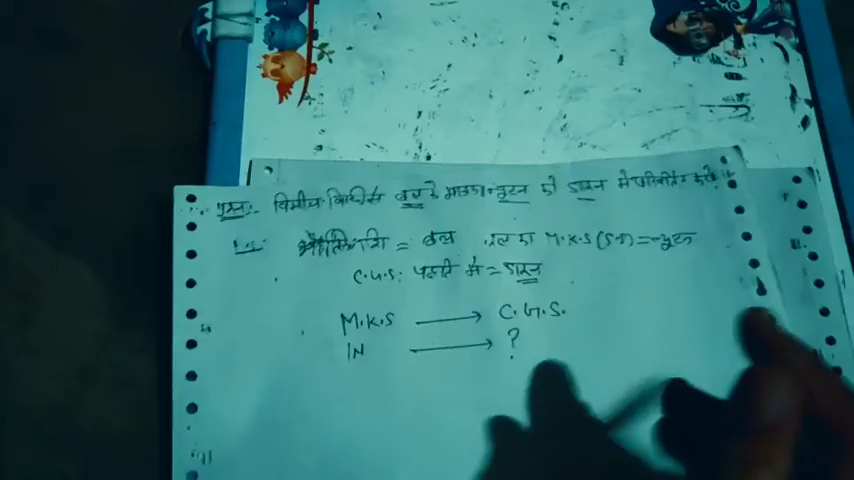 प्रश्न:- विमीय विधि से बल के मात्रक न्यूटन को डाइन में परिवर्तित करो
भौतिक राशि = बल बल का M.K.S (S.I) = न्यूटन
C.G.S. पद्धति में = डाइन
M.K.S → C.G.S.
1N → ?